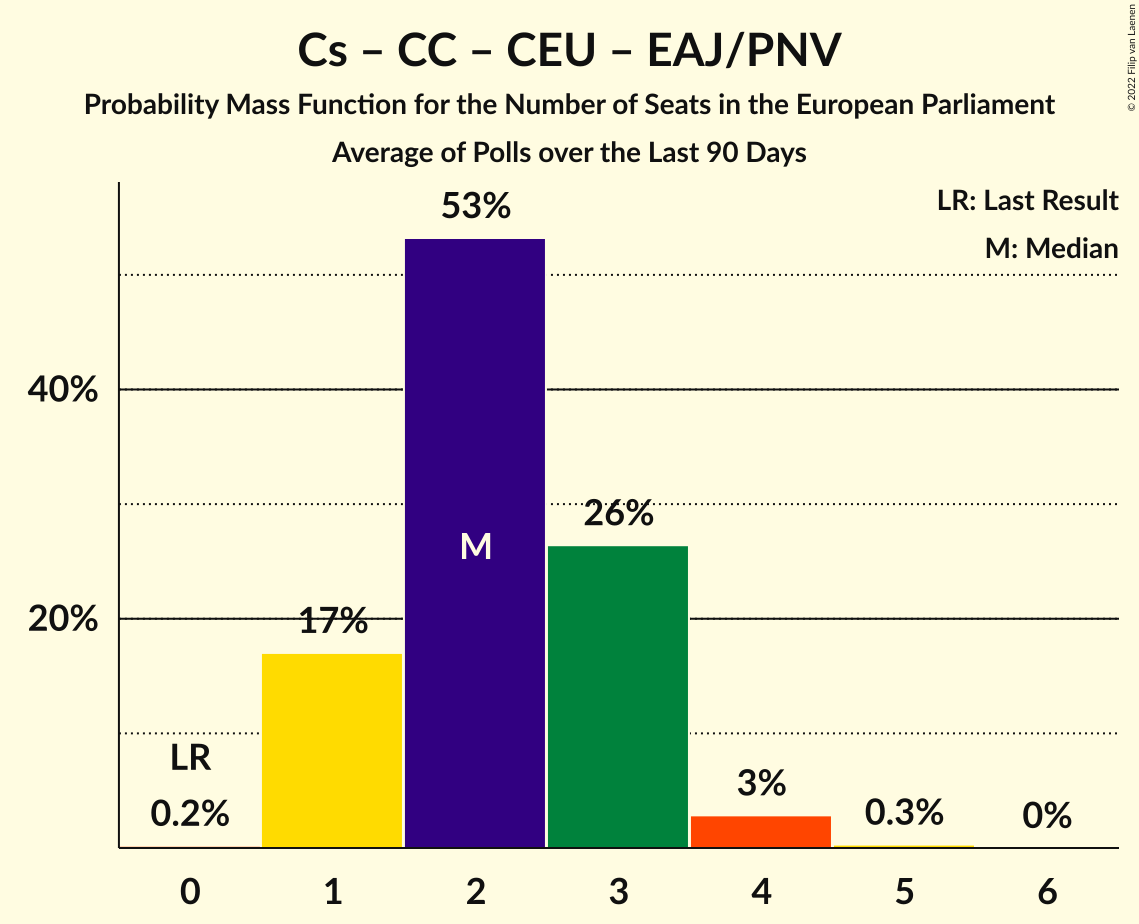 Cs – CC – CEU – EAJ/PNV
Probability Mass Function for the Number of Seats in the European Parliament
Average of Polls over the Last 90 Days
© 2022 Filip van Laenen
LR: Last Result
M: Median
53%
40%
26%
M
20%
17%
LR
0.2%
3%
0.3%
0%
0 1 2 3 4 5 6